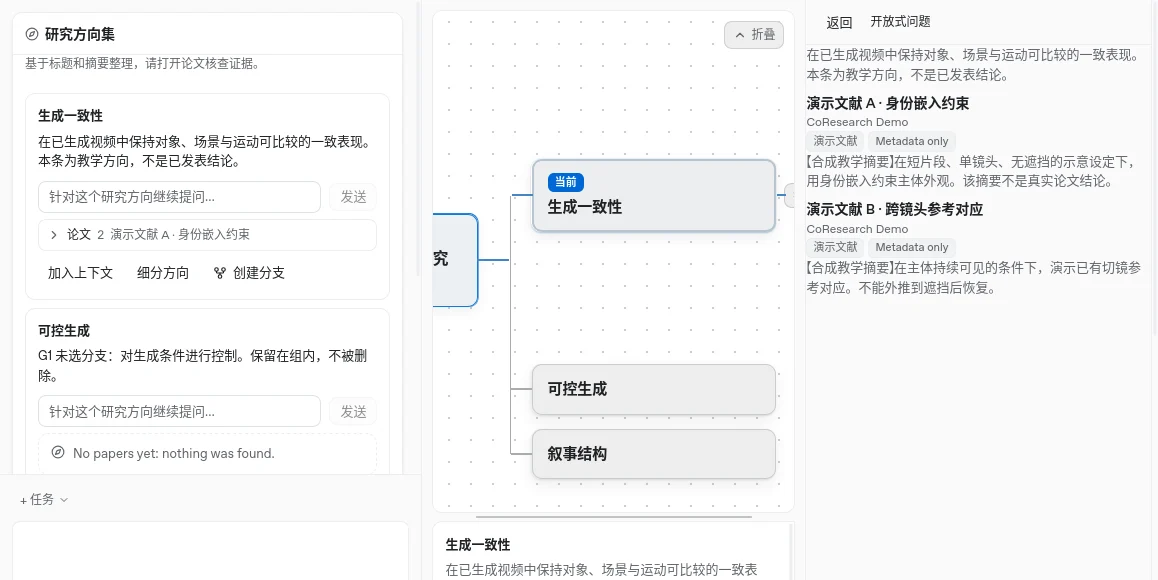 研究方向集
基于标题和摘要整理，请打开论文核查证据。
生成一致性
在已生成视频中保持对象、场景与运动可比较的一致表现。
本条为教学方向，不是已发表结论。
针对这个研究方向继续提问...
发送
论文 2 演示文献 A · 身份嵌入约束
加入上下文 细分方向 创建分支
可控生成
G1 未选分支：对生成条件进行控制。保留在组内，不被删
除。
针对这个研究方向继续提问...
发送
No papers yet: nothing was found.
+ 任务
折叠
究
当前
生成一致性
可控生成
叙事结构
生成一致性
在已生成视频中保持对象、场景与运动可比较的一致表
返回 开放式问题
在已生成视频中保持对象、场景与运动可比较的一致表现。
本条为教学方向，不是已发表结论。
演示文献 A · 身份嵌入约束
CoResearch Demo
演示文献 Metadata only
【合成教学摘要】在短片段、单镜头、无遮挡的示意设定下，
用身份嵌入约束主体外观。该摘要不是真实论文结论。
演示文献 B · 跨镜头参考对应
CoResearch Demo
演示文献 Metadata only
【合成教学摘要】在主体持续可见的条件下，演示已有切镜参
考对应。不能外推到遮挡后恢复。